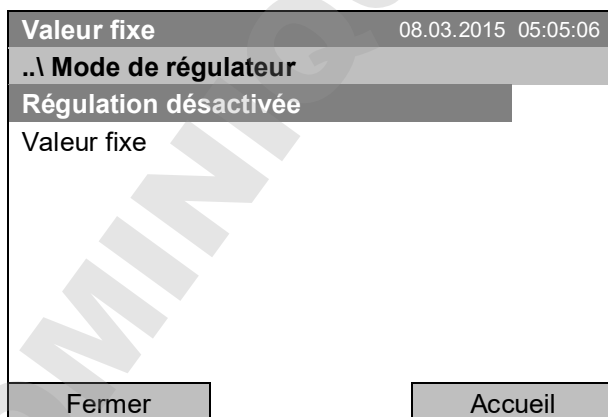 Valeur fixe 08.03.2015 05:05:06
..\ Mode de régulateur
Régulation désactivée
Valeur fixe
Fermer Accueil